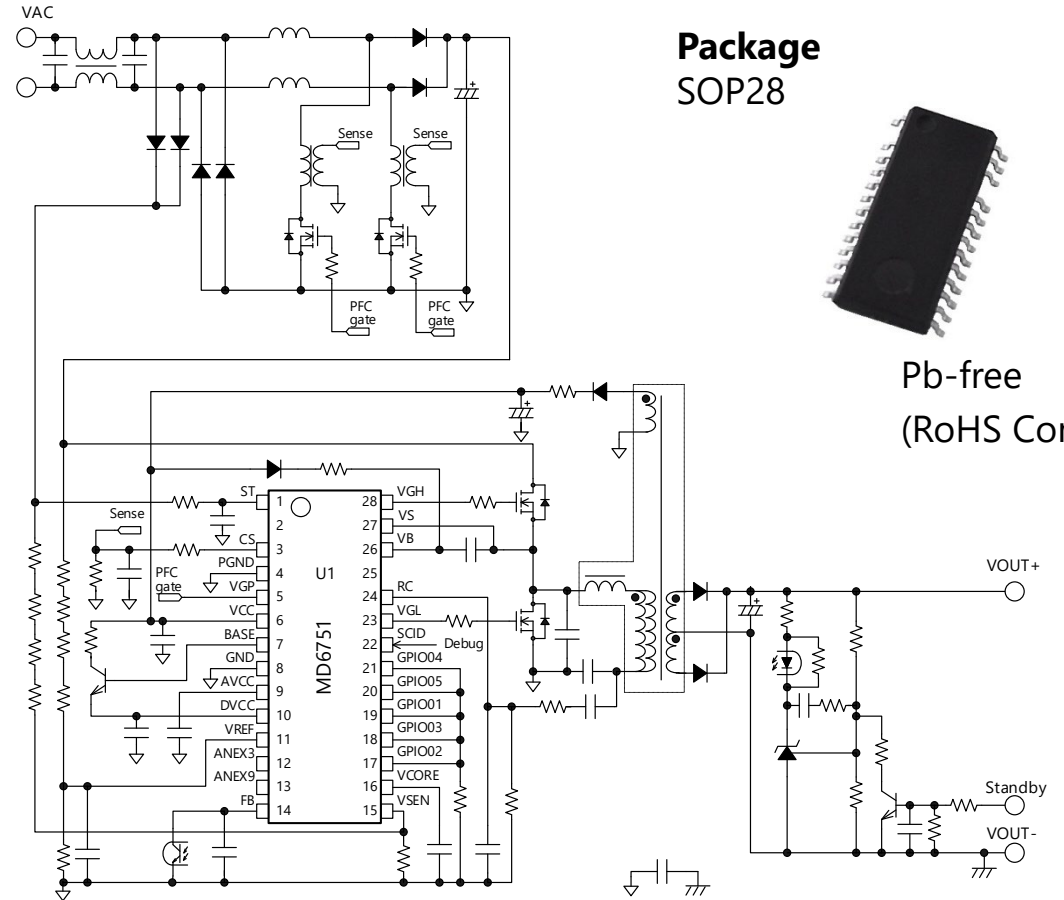 VAC
Package
SOP28
Sense
Sense
PFC
gate
PFC
gate
Pb-free
(RoHS Con
ST
1
28
VGH
2
27
VS
Sense
CS
3
26
VB
PGND
4
25
PFC
gate
VGP
5
U1
24
RC
VCC
6
23
VGL
BASE
7
22
SCID
Debug
GND
8
MD6751
21
GPIO04
AVCC
9
20
GPIO05
DVCC
10
19
GPIO01
VREF
11
18
GPIO03
ANEX3
12
17
GPIO02
ANEX9
13
16
VCORE
FB
14
15
VSEN
VOUT+
Standby
VOUT-